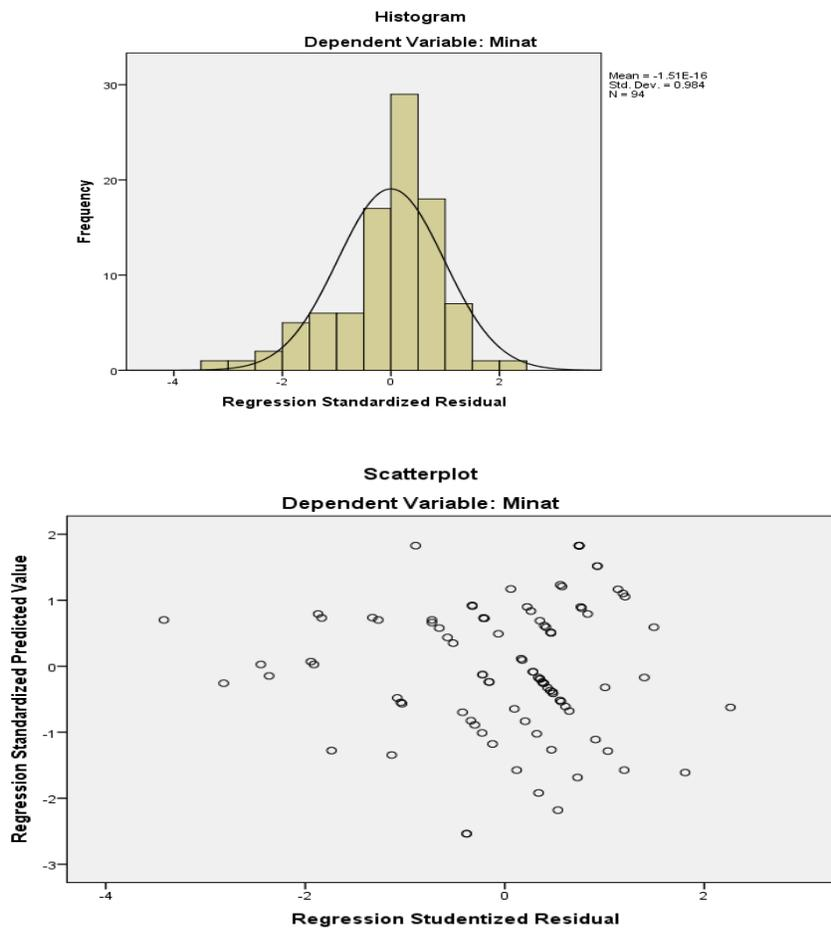 Histogram
Dependent Variable: Minat
Mean = -1.51E-16
Std. Dev. = 0.984
N = 94
Frequency
30
20
10
0
-4 -2 0 2
Regression Standardized Residual
Scatterplot
Dependent Variable: Minat
Regression Standardized Predicted Value
2
1
0
-1
-2
-3
-4 -2 0 2
Regression Studentized Residual